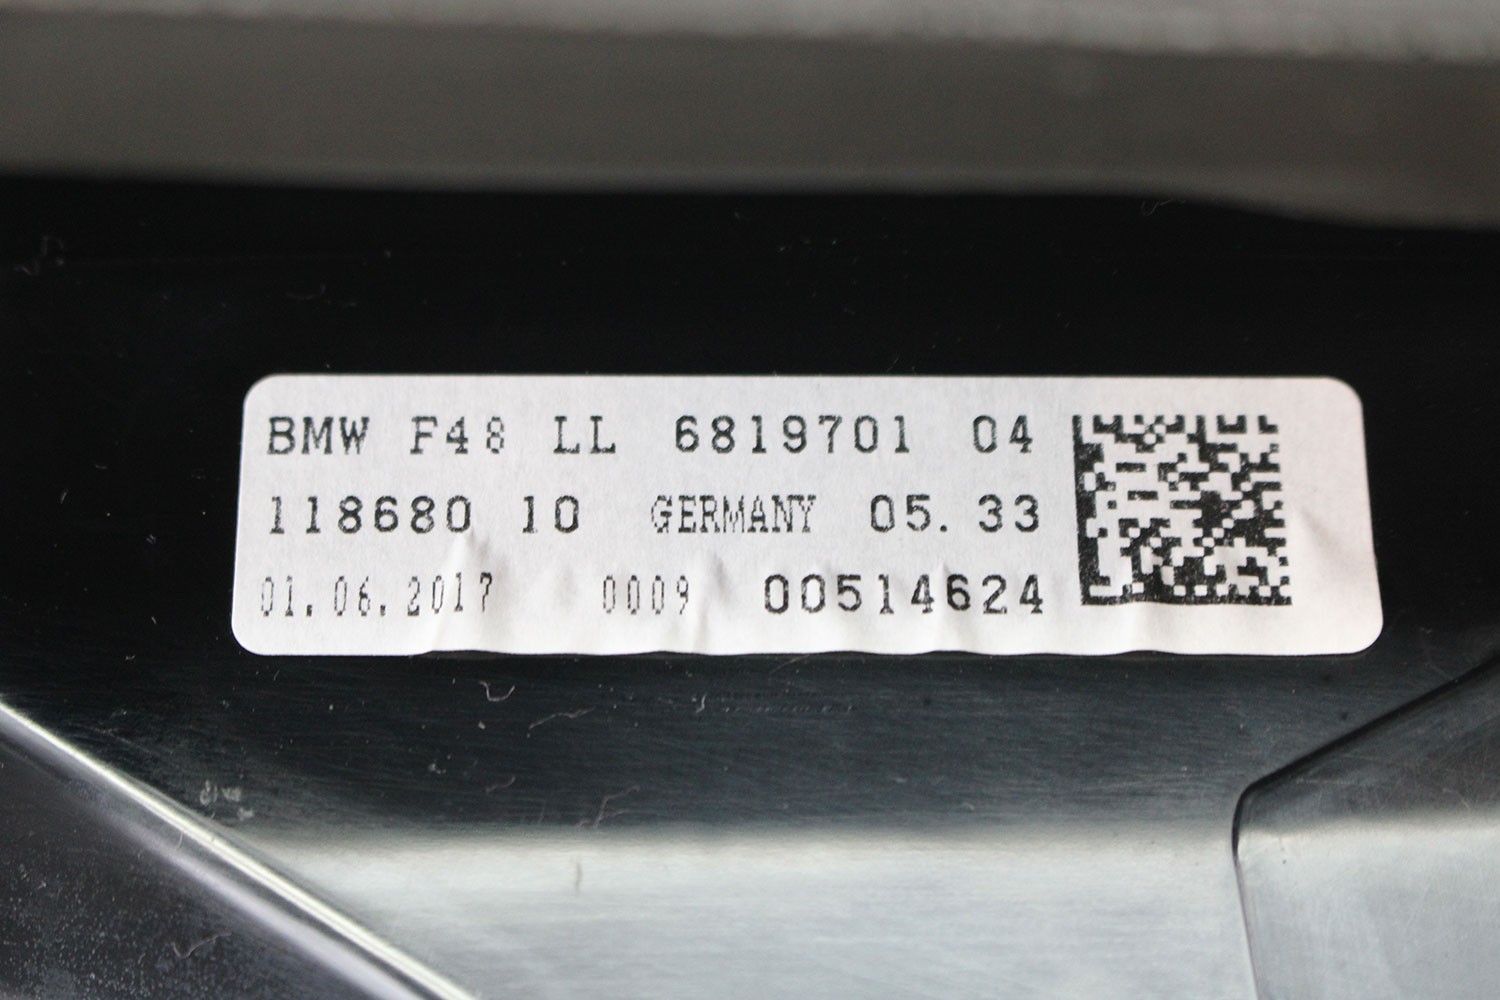 BMW F48 LL 6819701 04
118680 10 GERMANY 05.33
01.06.2017 0009 00514624